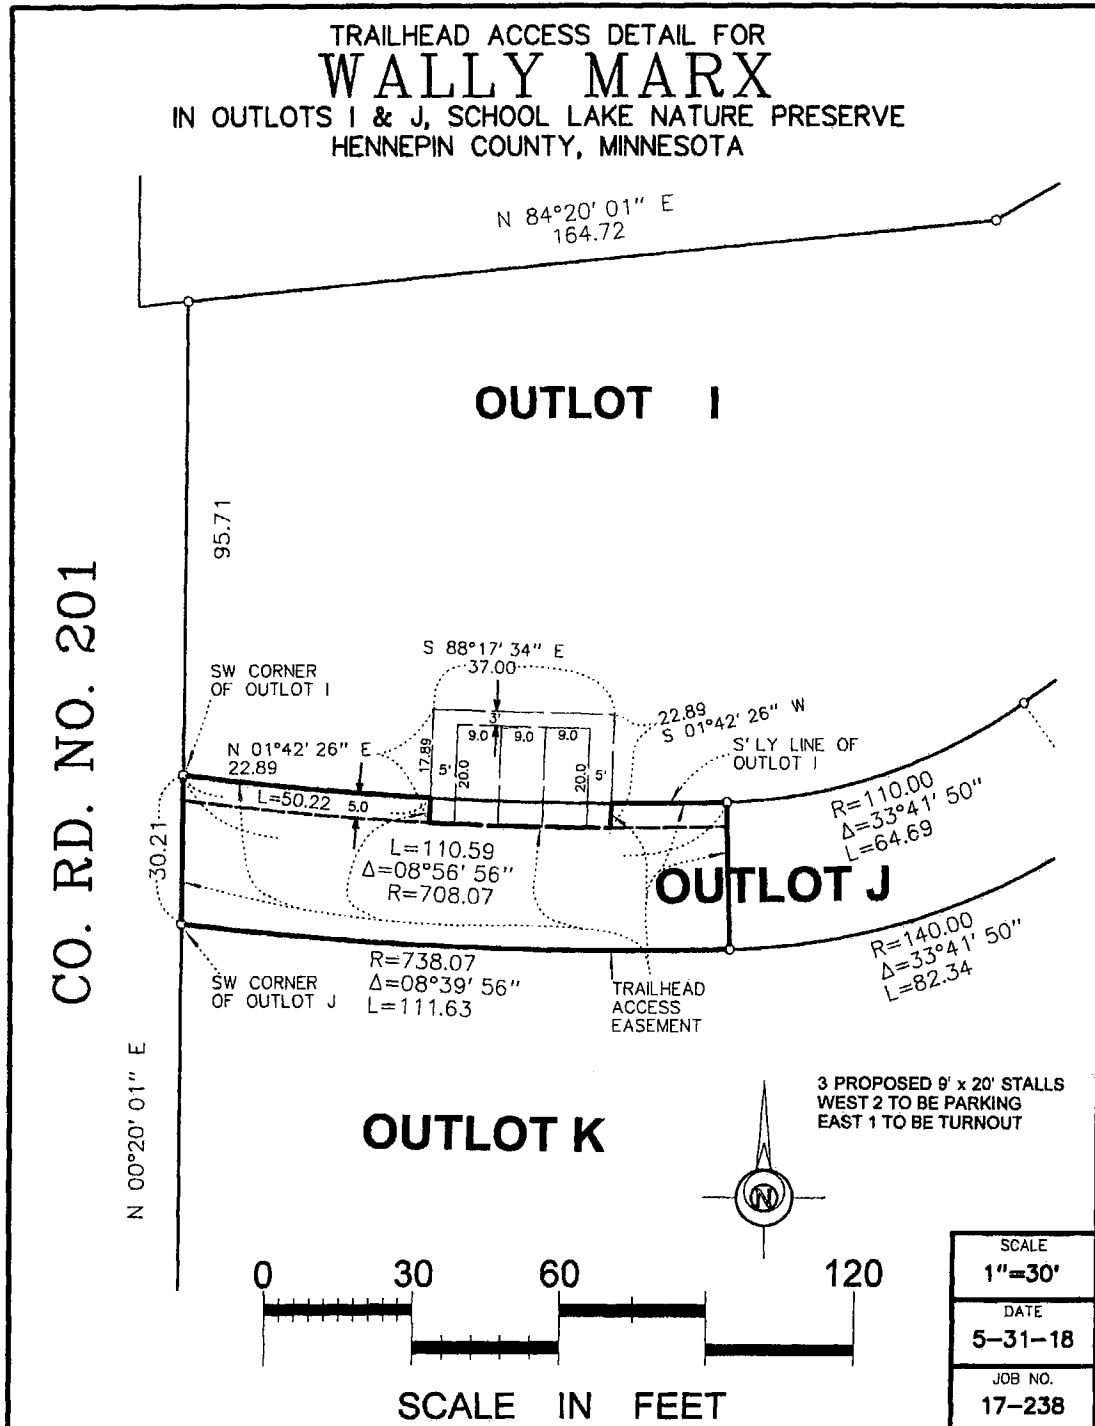 TRAILHEAD ACCESS DETAIL FOR
WALLY MARX
IN OUTLOTS I & J, SCHOOL LAKE NATURE PRESERVE
HENNEPIN COUNTY, MINNESOTA
N 84°20' 01" E
164.72
OUTLOT I
95.71
CO. RD. NO. 201
SW CORNER
OF OUTLOT I
S 88°17' 34" E
37.00
22.89
S 01°42' 26" W
S'LY LINE OF
OUTLOT I
N 01°42' 26" E
22.89
17.89
3'
9.0 9.0 9.0
5' 20.0 20.0 5'
L=50.22 5.0
30.21
L=110.59
Δ=08°56' 56"
R=708.07
R=110.00
Δ=33°41' 50"
L=64.69
OUTLOT J
R=738.07
Δ=08°39' 56"
L=111.63
R=140.00
Δ=33°41' 50"
L=82.34
SW CORNER
OF OUTLOT J
TRAILHEAD
ACCESS
EASEMENT
N 00°20' 01" E
3 PROPOSED 9' x 20' STALLS
WEST 2 TO BE PARKING
EAST 1 TO BE TURNOUT
OUTLOT K
N
0 30 60 120
SCALE IN FEET
SCALE
1"=30'
DATE
5-31-18
JOB NO.
17-238